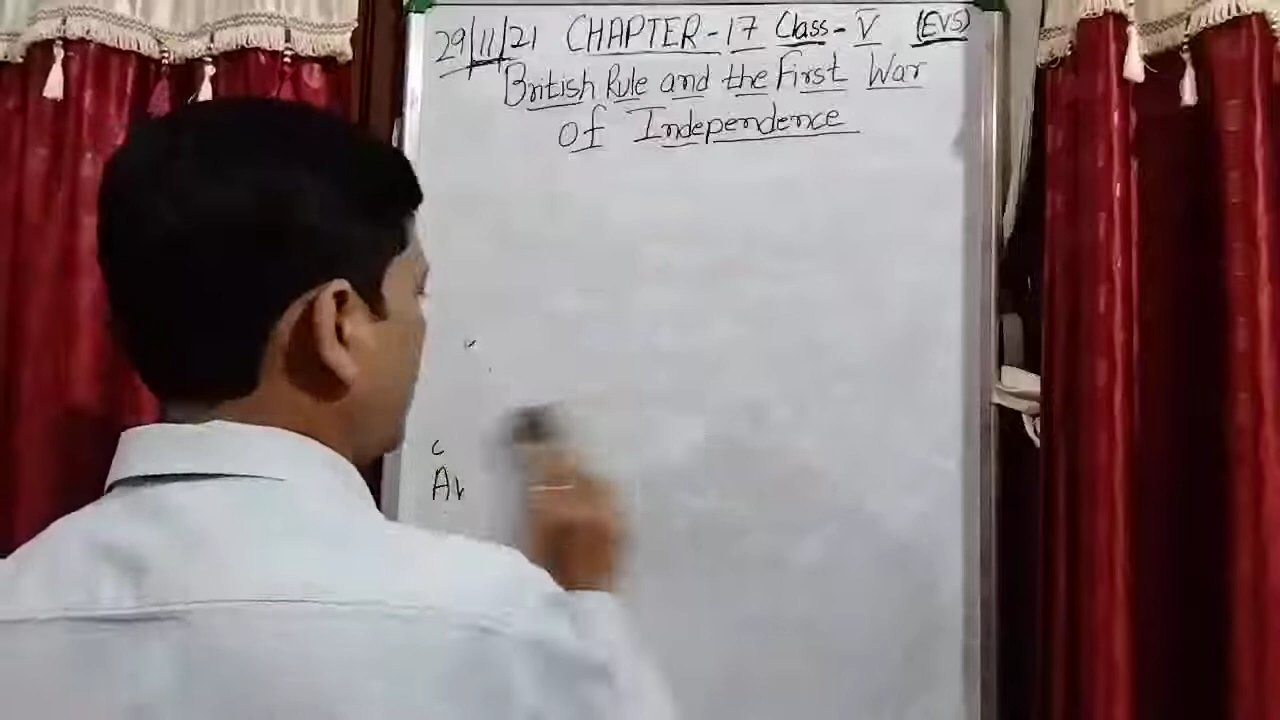 29/11/21 CHAPTER-17 Class-V (EVS)
British Rule and the First War
of Independence